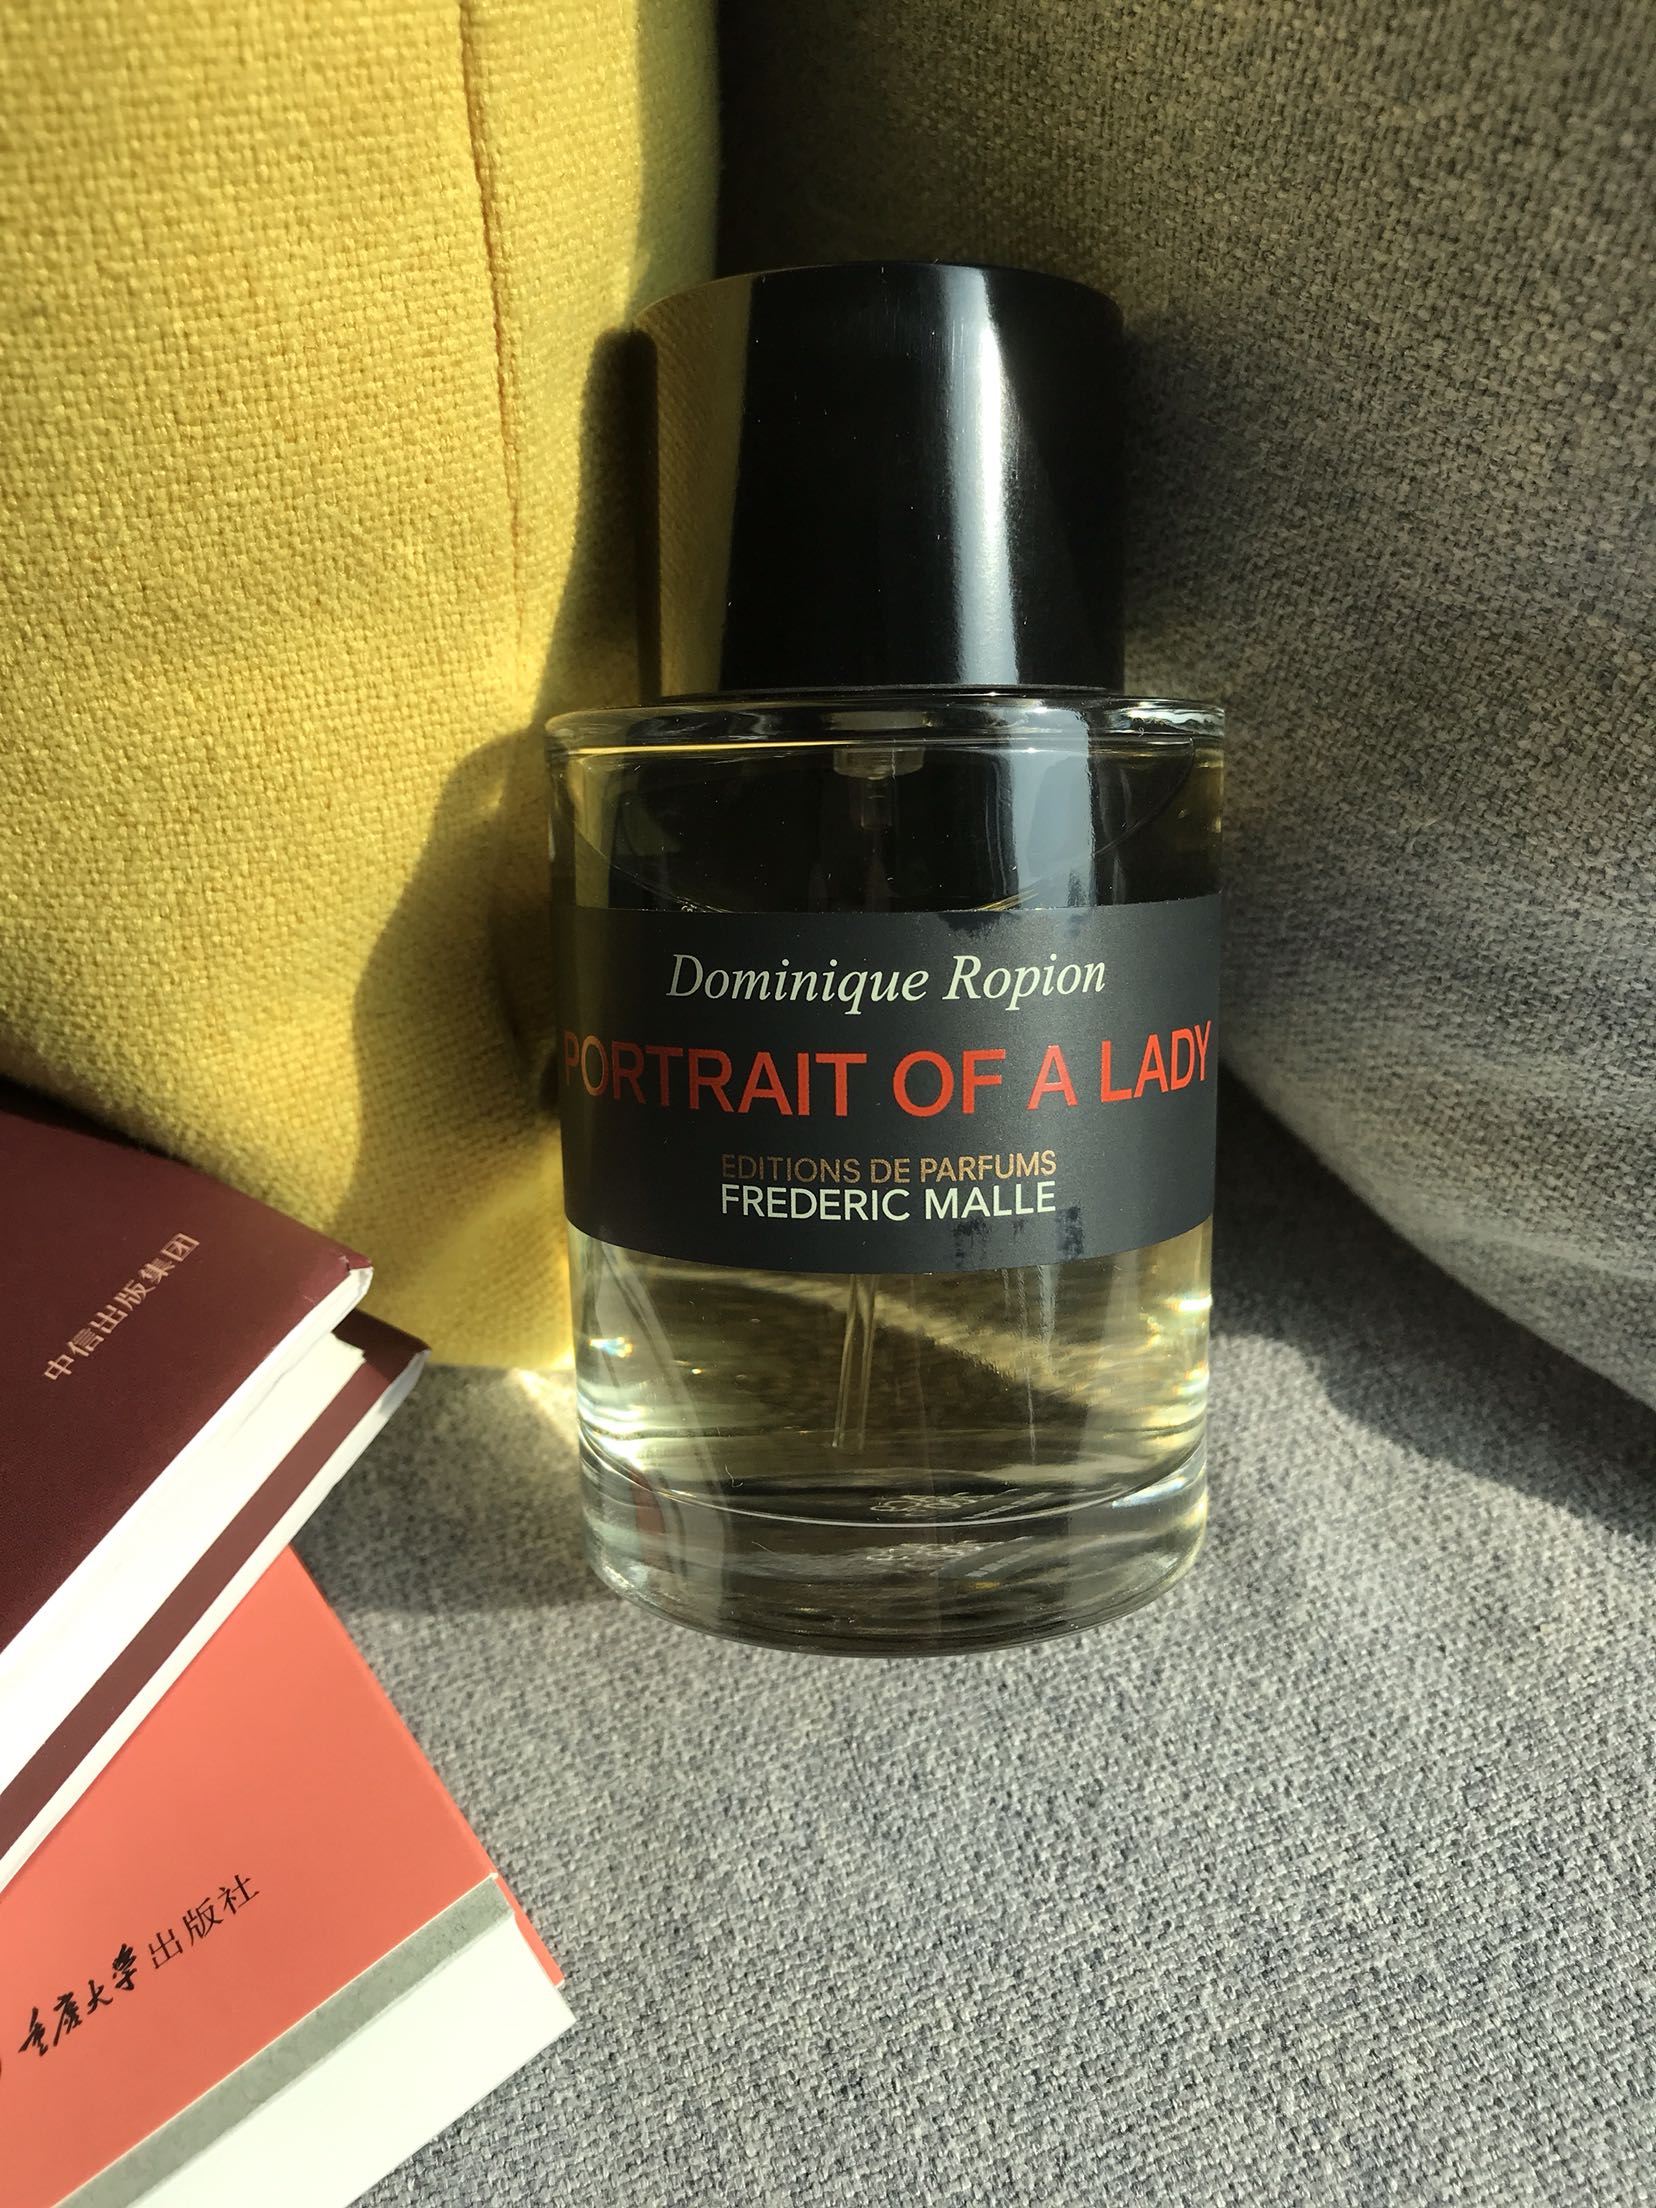 Dominique Ropion
PORTRAIT OF A LADY
EDITIONS DE PARFUMS
FREDERIC MALLE
中信出版集团
重庆大学出版社